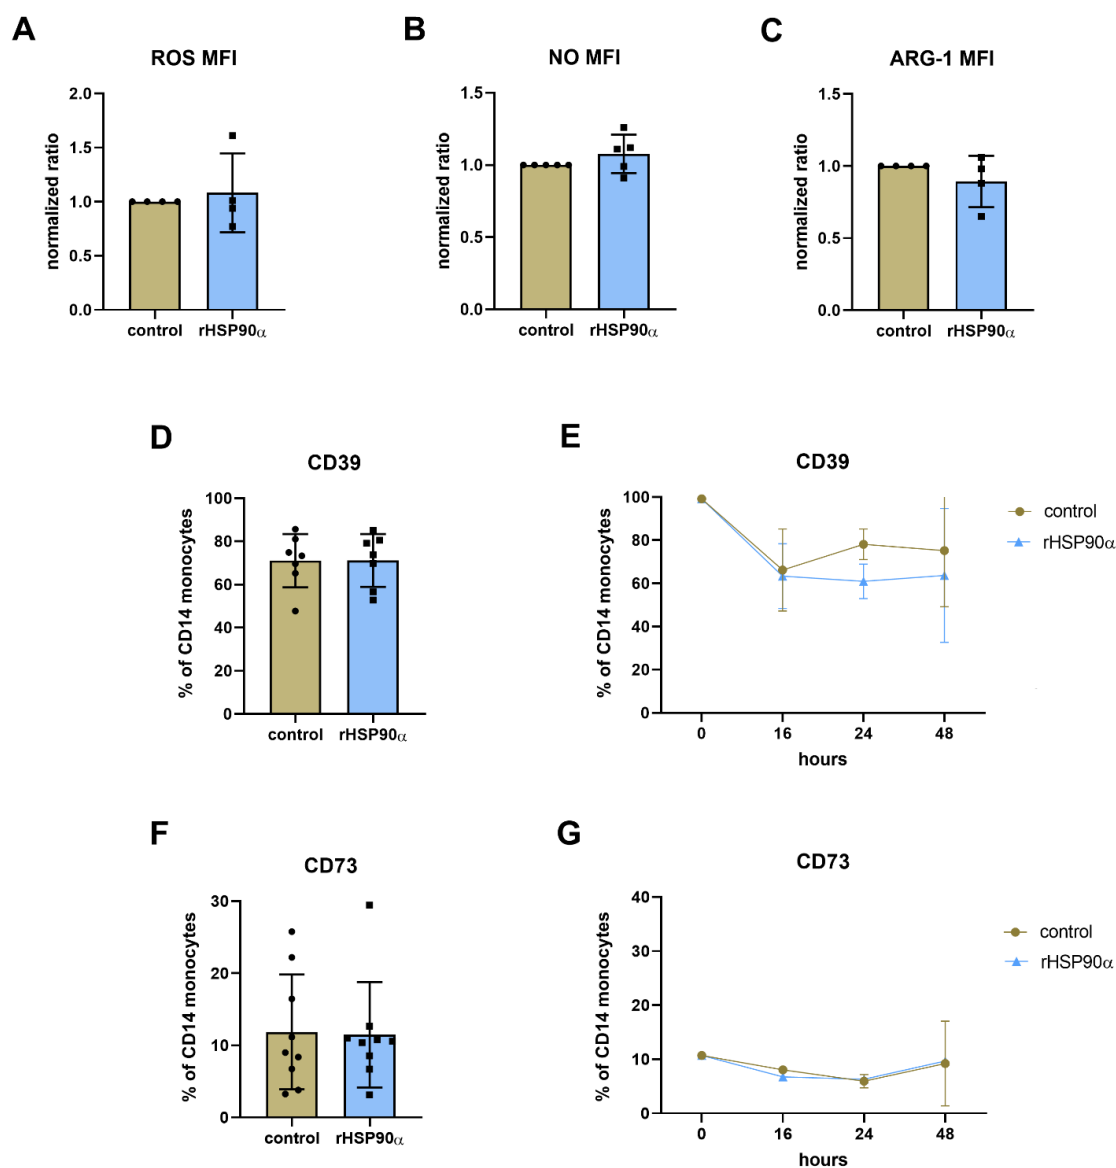 A
ROS MFI
normalized ratio
2.0
1.5
1.0
0.5
0.0
control
rHSP90α
B
NO MFI
normalized ratio
1.5
1.0
0.5
0.0
control
rHSP90α
C
ARG-1 MFI
normalized ratio
1.5
1.0
0.5
0.0
control
rHSP90α
D
CD39
% of CD14 monocytes
100
80
60
40
20
0
control
rHSP90α
E
CD39
% of CD14 monocytes
100
80
60
40
20
0
0
16
24
48
hours
control
rHSP90α
F
CD73
% of CD14 monocytes
30
20
10
0
control
rHSP90α
G
CD73
% of CD14 monocytes
40
30
20
10
0
0
16
24
48
hours
control
rHSP90α